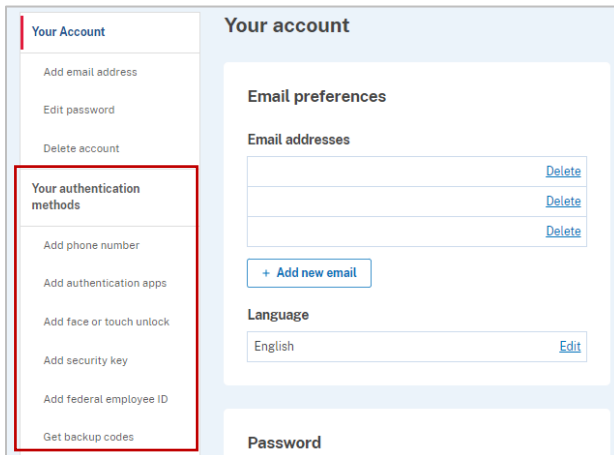 Your Account
Add email address
Edit password
Delete account
Your authentication
methods
Add phone number
Add authentication apps
Add face or touch unlock
Add security key
Add federal employee ID
Get backup codes
Your account
Email preferences
Email addresses
Delete
Delete
Delete
+ Add new email
Language
English Edit
Password